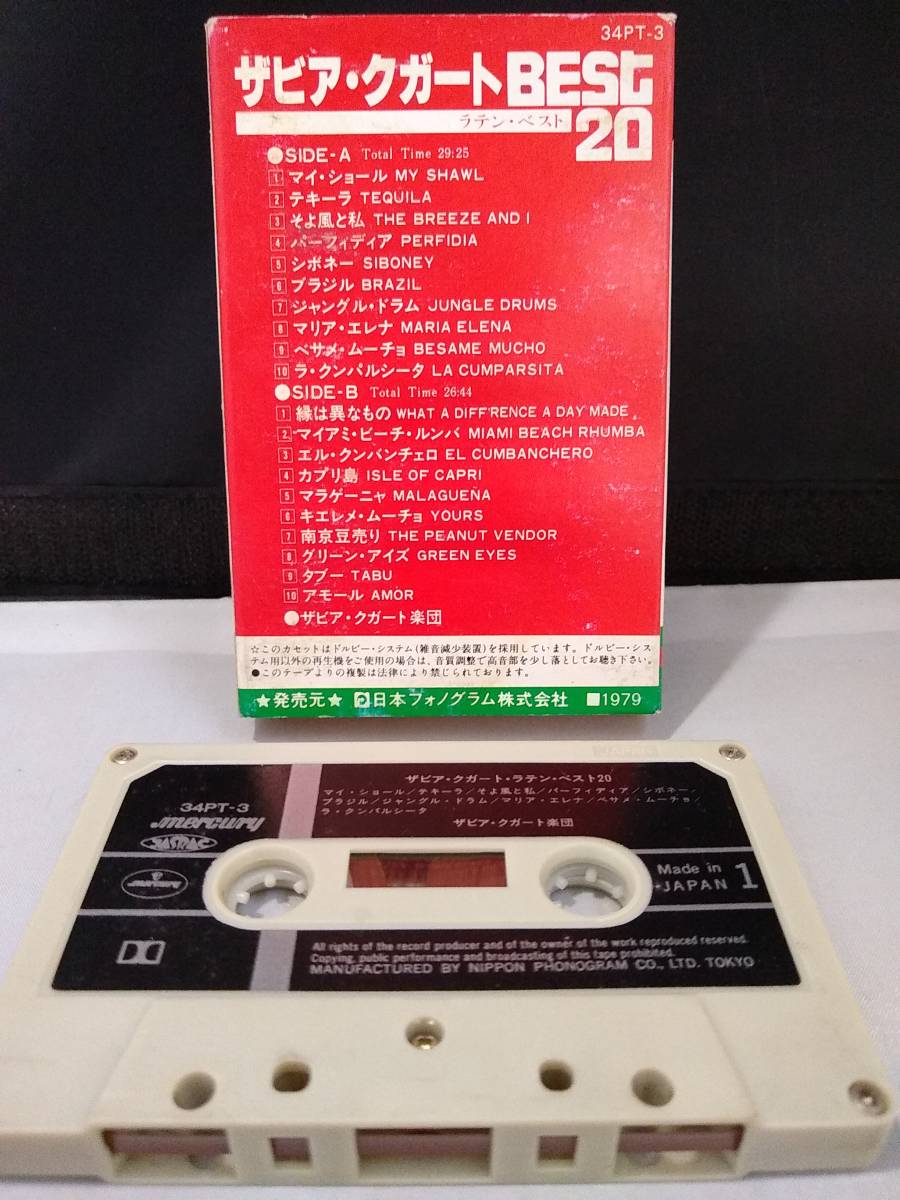 34PT-3
ザビア・クガート BEST 20
ラテン・ベスト
●SIDE-A Total Time 29:25
1 マイ・ショール MY SHAWL
2 テキーラ TEQUILA
3 そよ風と私 THE BREEZE AND I
4 パーフィディア PERFIDIA
5 シボネー SIBONEY
6 ブラジル BRAZIL
7 ジャングル・ドラム JUNGLE DRUMS
8 マリア・エレナ MARIA ELENA
9 ベサメ・ムーチョ BESAME MUCHO
10 ラ・クンパルシータ LA CUMPARSITA
●SIDE-B Total Time 26:44
1 縁は異なもの WHAT A DIFF'RENCE A DAY MADE
2 マイアミ・ビーチ・ルンバ MIAMI BEACH RHUMBA
3 エル・クンバンチェロ EL CUMBANCHERO
4 カプリ島 ISLE OF CAPRI
5 マラゲーニャ MALAGUEÑA
6 キエレメ・ムーチョ YOURS
7 南京豆売り THE PEANUT VENDOR
8 グリーン・アイズ GREEN EYES
9 タブー TABU
10 アモール AMOR
●ザビア・クガート楽団
☆このカセットはドルビー・システム(雑音減少装置)を採用しています。ドルビー・シス
テム用以外の再生機をご使用の場合は、音質調整で高音部を少し落としてお聴き下さい。
●このテープよりの複製は法律により禁じられております。
★発売元★ 日本フォノグラム株式会社 ■1979
ザビア・クガート・ラテン・ベスト20
マイ・ショール/テキーラ/そよ風と私/パーフィディア/シボネー/
ブラジル/ジャングル・ドラム/マリア・エレナ/ベサメ・ムーチョ/
ラ・クンパルシータ
ザビア・クガート楽団
34PT-3
mercury
JASRAC
mercury
Made in
JAPAN 1
All rights of the record producer and of the owner of the work reproduced reserved.
Copying, public performance and broadcasting of this tape prohibited.
MANUFACTURED BY NIPPON PHONOGRAM CO., LTD. TOKYO